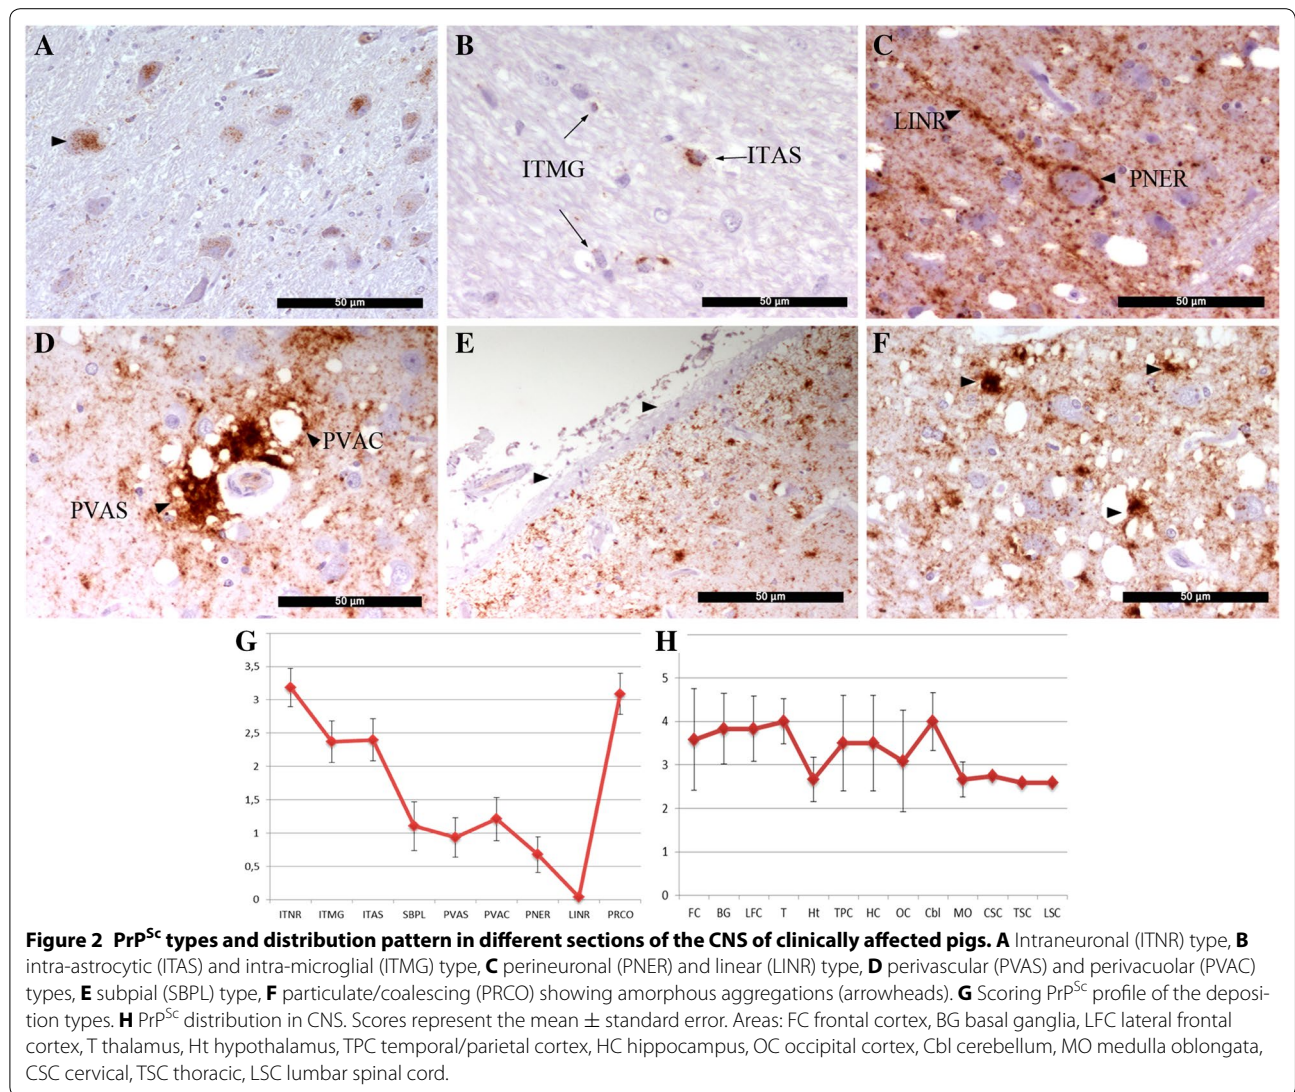 A
50 µm
B
ITMG
ITAS
50 µm
C
LINR
PNER
50 µm
D
PVAC
PVAS
50 µm
E
50 µm
F
50 µm
G
3,5
3
2,5
2
1,5
1
0,5
0
ITNR ITMG ITAS SBPL PVAS PVAC PNER LINR PRCO
H
5
4
3
2
1
0
FC BG LFC T Ht TPC HC OC Cbl MO CSC TSC LSC
Figure 2 PrPSc types and distribution pattern in different sections of the CNS of clinically affected pigs. A Intraneuronal (ITNR) type, B
intra-astrocytic (ITAS) and intra-microglial (ITMG) type, C perineuronal (PNER) and linear (LINR) type, D perivascular (PVAS) and perivacuolar (PVAC)
types, E subpial (SBPL) type, F particulate/coalescing (PRCO) showing amorphous aggregations (arrowheads). G Scoring PrPSc profile of the deposi-
tion types. H PrPSc distribution in CNS. Scores represent the mean ± standard error. Areas: FC frontal cortex, BG basal ganglia, LFC lateral frontal
cortex, T thalamus, Ht hypothalamus, TPC temporal/parietal cortex, HC hippocampus, OC occipital cortex, Cbl cerebellum, MO medulla oblongata,
CSC cervical, TSC thoracic, LSC lumbar spinal cord.